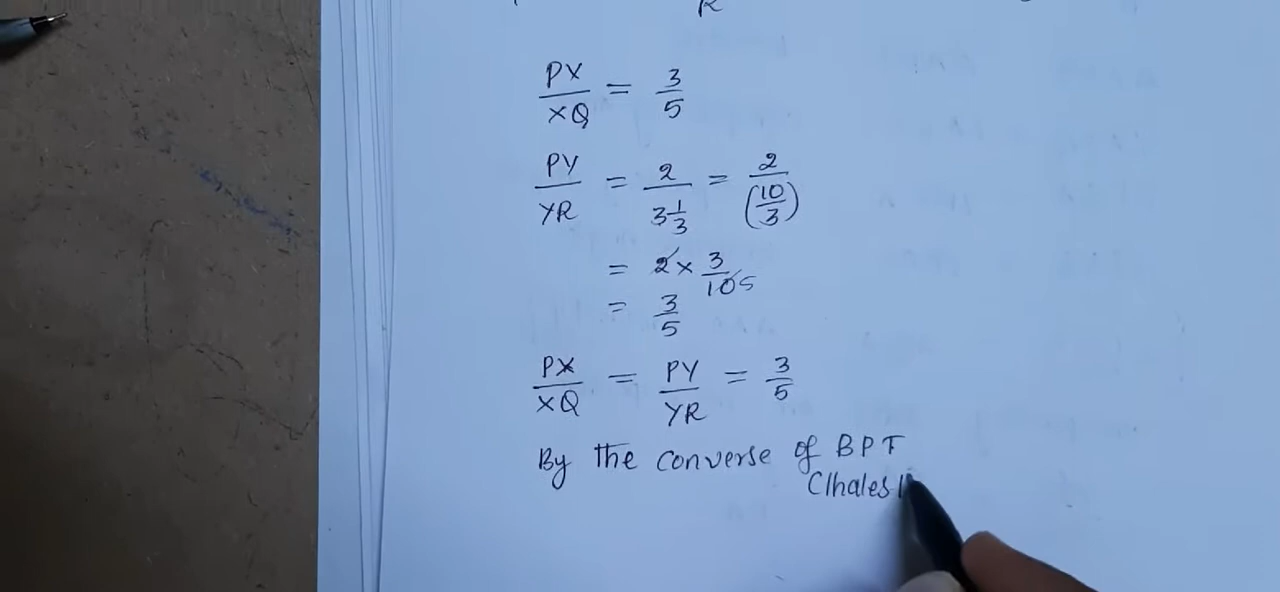 R
PX/XQ = 3/5
PY/YR = 2/3 1/3 = 2/(10/3)
= 2 x 3/10 5
= 3/5
PX/XQ = PY/YR = 3/5
By the converse of BPT